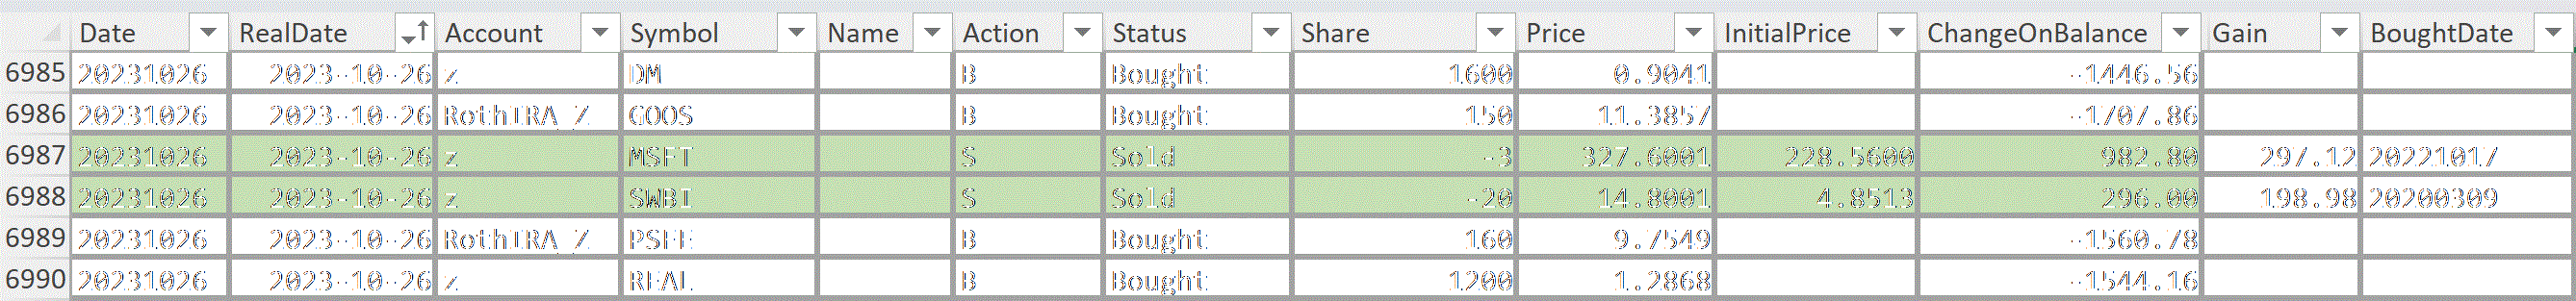 Date RealDate Account Symbol Name Action Status Share Price InitialPrice ChangeOnBalance Gain BoughtDate
6985 20231026 2023-10-26 z DM B Bought 1600 0.9041 -1446.56
6986 20231026 2023-10-26 RothIRA_Z GOOS B Bought 150 11.3857 -1707.86
6987 20231026 2023-10-26 z MSFT S Sold -3 327.6001 228.5600 982.80 297.12 20221017
6988 20231026 2023-10-26 z SWBI S Sold -20 14.8001 4.8513 296.00 198.98 20200309
6989 20231026 2023-10-26 RothIRA_Z PSFE B Bought 160 9.7549 -1560.78
6990 20231026 2023-10-26 z REAL B Bought 1200 1.2868 -1544.16